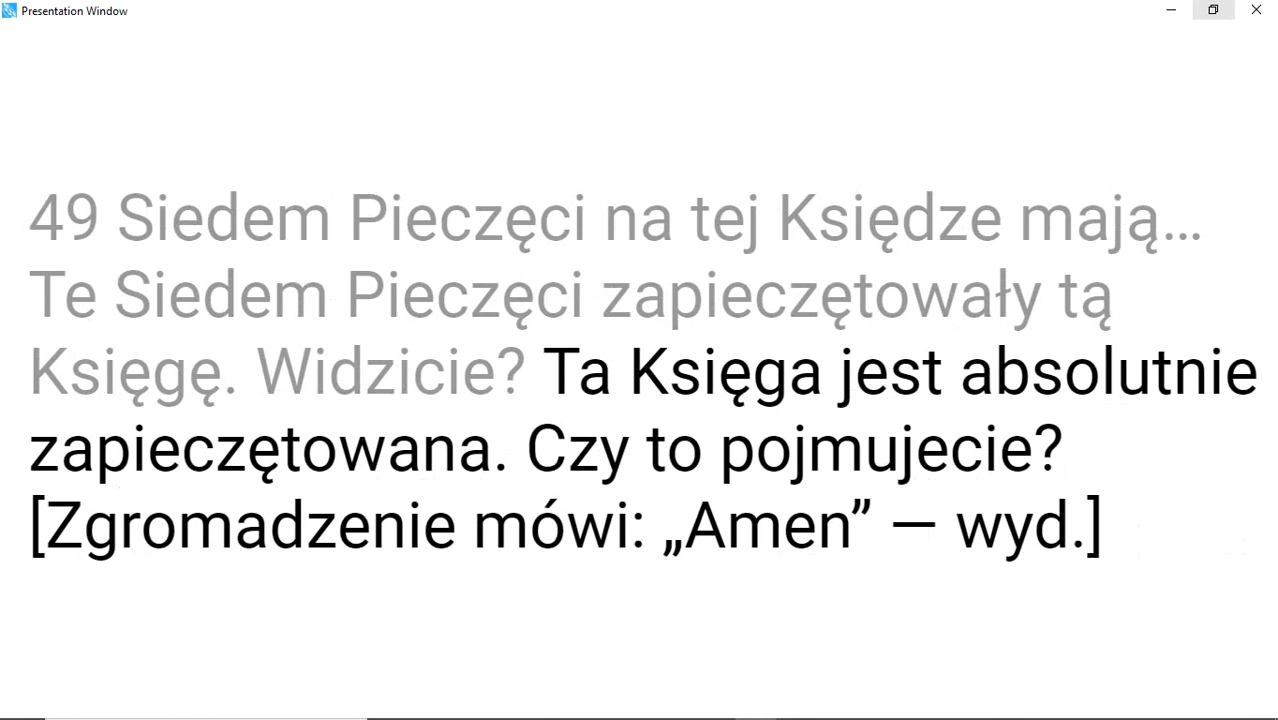 Presentation Window
49 Siedem Pieczęci na tej Księdze mają...
Te Siedem Pieczęci zapieczętowały tą
Księgę. Widzicie? Ta Księga jest absolutnie
zapieczętowana. Czy to pojmujecie?
[Zgromadzenie mówi: „Amen” — wyd.]